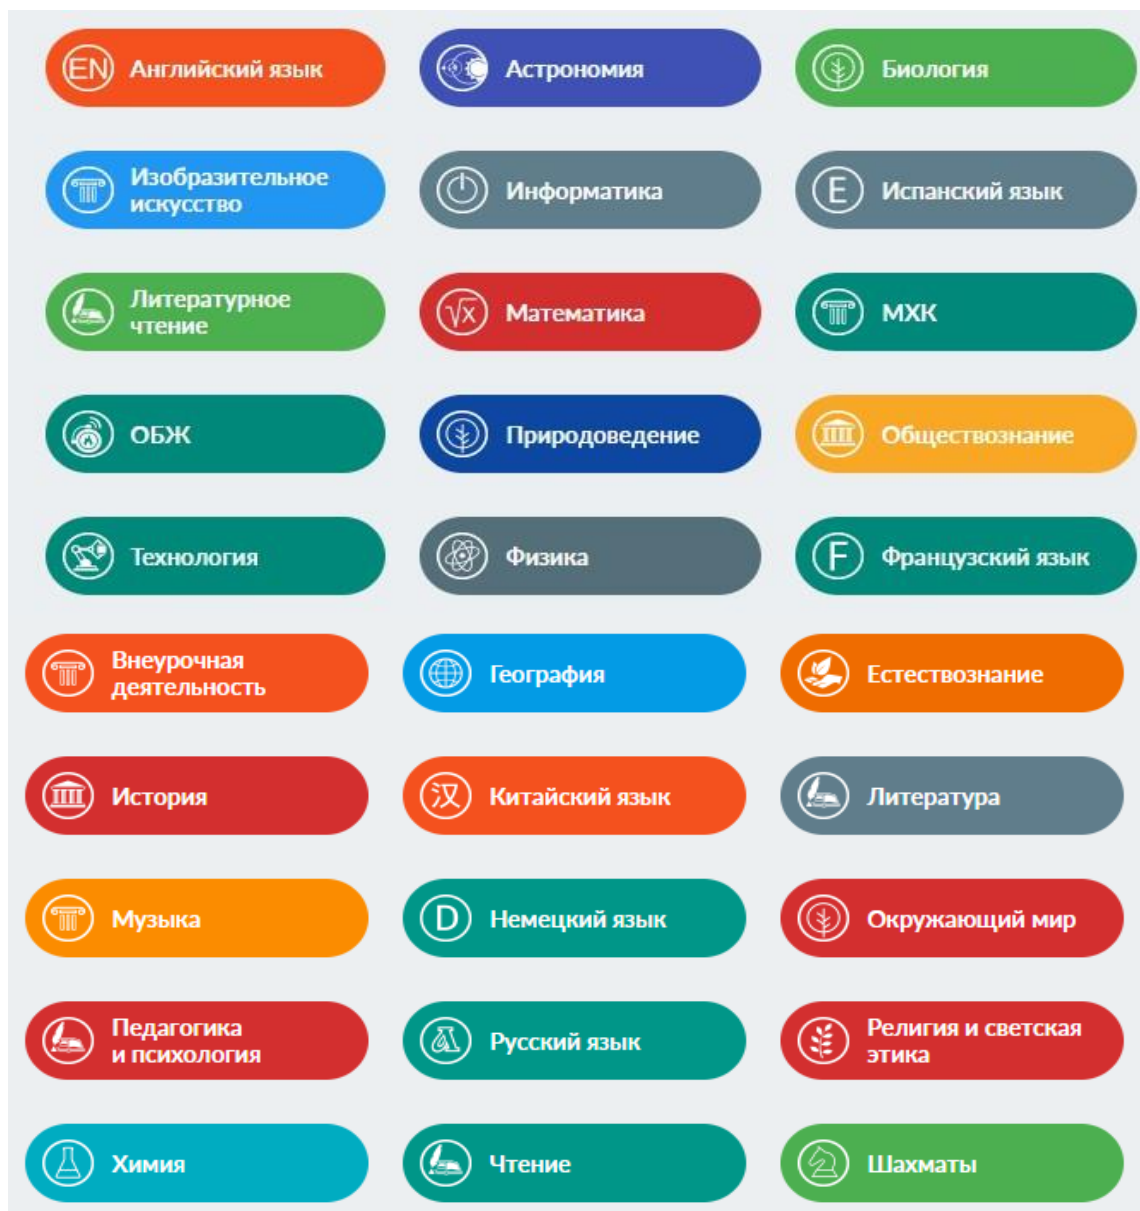 EN Английский язык
Астрономия
Биология
Изобразительное
искусство
Информатика
E Испанский язык
Литературное
чтение
√x Математика
МХК
ОБЖ
Природоведение
Обществознание
Технология
Физика
F Французский язык
Внеурочная
деятельность
География
Естествознание
История
汉 Китайский язык
Литература
Музыка
D Немецкий язык
Окружающий мир
Педагогика
и психология
Русский язык
Религия и светская
этика
Химия
Чтение
Шахматы